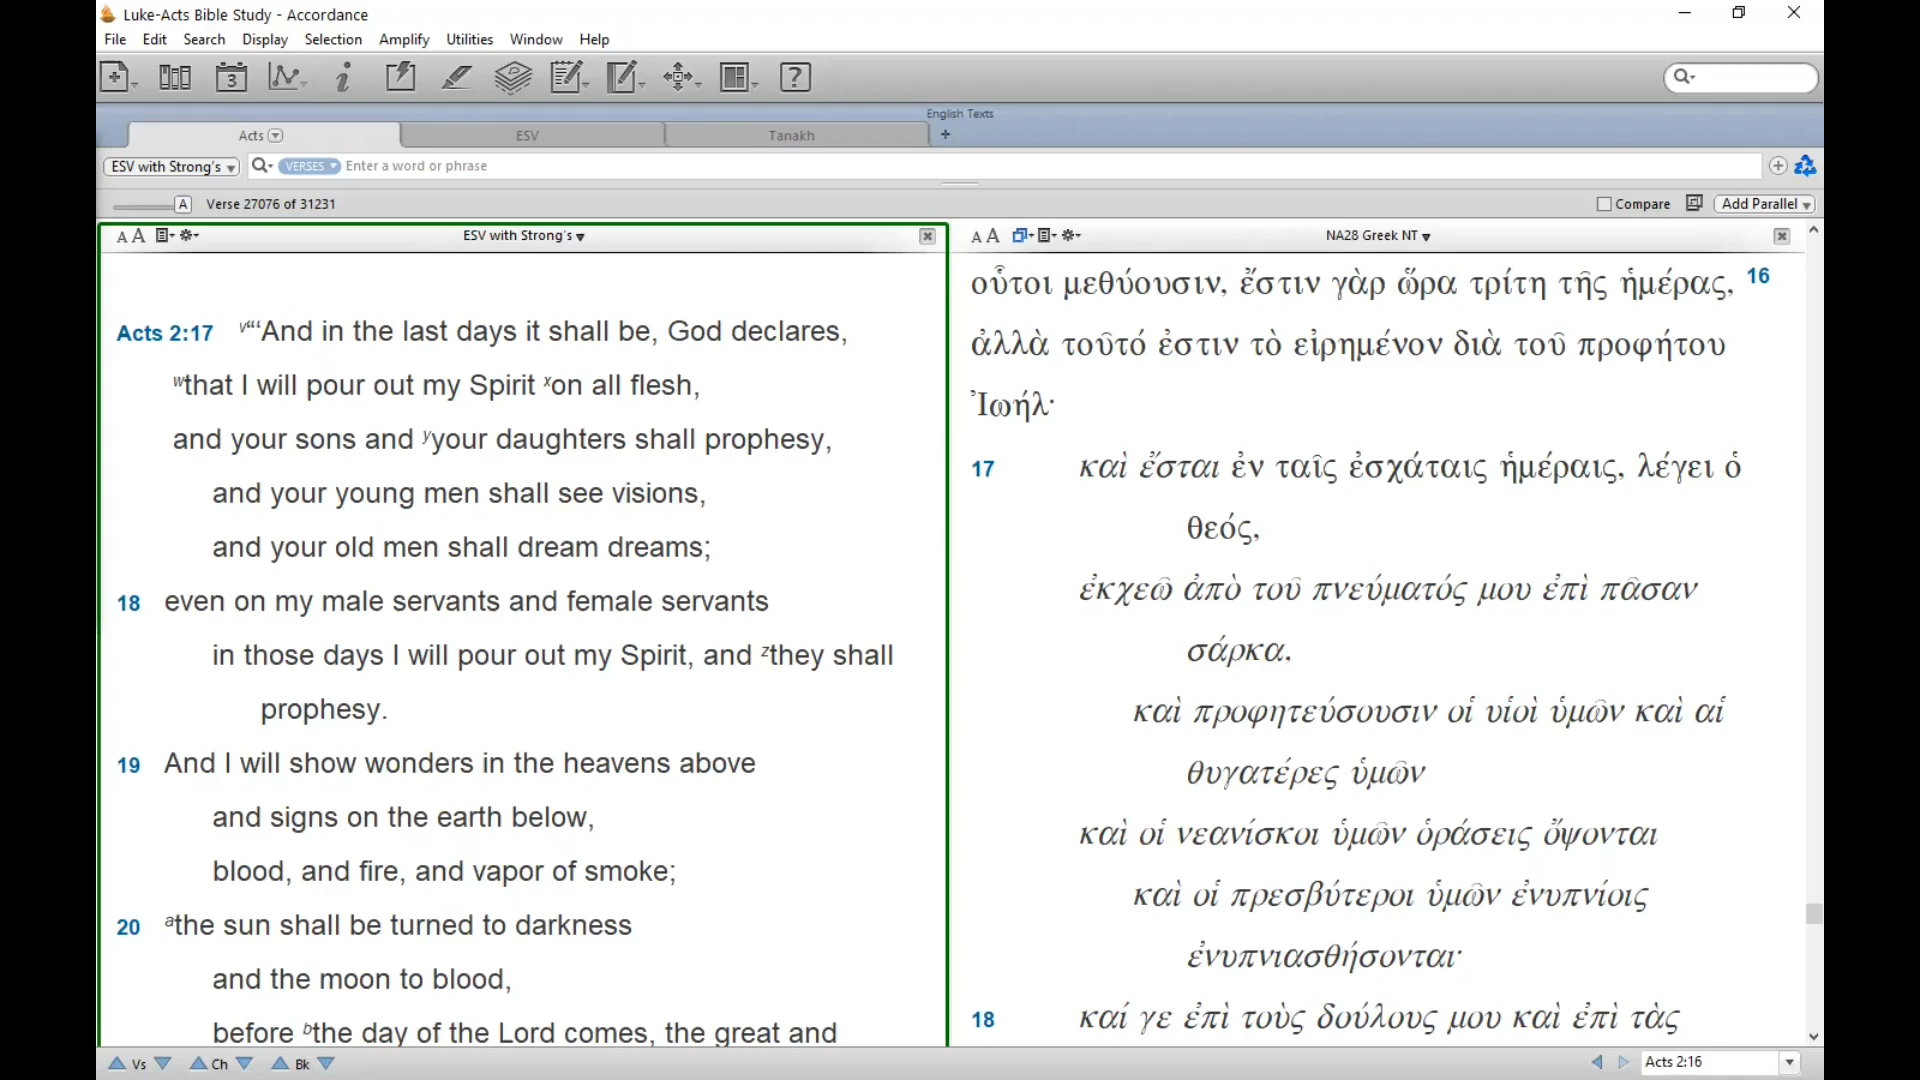 Luke-Acts Bible Study - Accordance
File Edit Search Display Selection Amplify Utilities Window Help
3
English Texts
Acts ESV Tanakh +
ESV with Strong's VERSES Enter a word or phrase
A Verse 27076 of 31231 Compare Add Parallel
A A ESV with Strong's
Acts 2:17 v“‘And in the last days it shall be, God declares,
wthat I will pour out my Spirit xon all flesh,
and your sons and yyour daughters shall prophesy,
and your young men shall see visions,
and your old men shall dream dreams;
18 even on my male servants and female servants
in those days I will pour out my Spirit, and zthey shall
prophesy.
19 And I will show wonders in the heavens above
and signs on the earth below,
blood, and fire, and vapor of smoke;
20 athe sun shall be turned to darkness
and the moon to blood,
before bthe day of the Lord comes, the great and
A A NA28 Greek NT
οὗτοι μεθύουσιν, ἔστιν γὰρ ὥρα τρίτη τῆς ἡμέρας, 16
ἀλλὰ τοῦτό ἐστιν τὸ εἰρημένον διὰ τοῦ προφήτου
Ἰωήλ·
17 καὶ ἔσται ἐν ταῖς ἐσχάταις ἡμέραις, λέγει ὁ
θεός,
ἐκχεῶ ἀπὸ τοῦ πνεύματός μου ἐπὶ πᾶσαν
σάρκα,
καὶ προφητεύσουσιν οἱ υἱοὶ ὑμῶν καὶ αἱ
θυγατέρες ὑμῶν
καὶ οἱ νεανίσκοι ὑμῶν ὁράσεις ὄψονται
καὶ οἱ πρεσβύτεροι ὑμῶν ἐνυπνίοις
ἐνυπνιασθήσονται·
18 καί γε ἐπὶ τοὺς δούλους μου καὶ ἐπὶ τὰς
Vs Ch Bk Acts 2:16